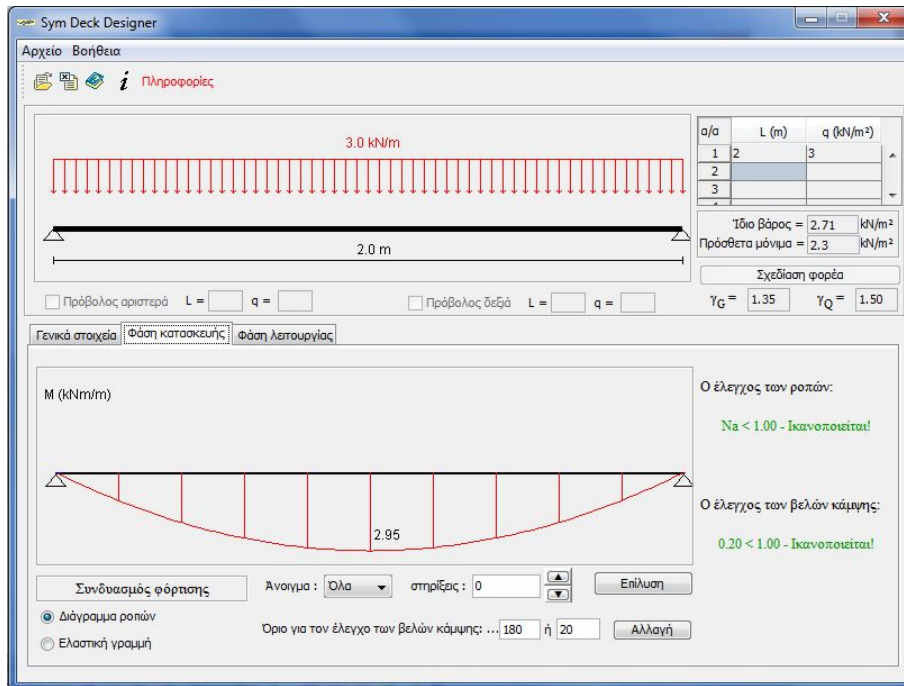 Sym Deck Designer
Αρχείο Βοήθεια
i Πληροφορίες
3.0 kN/m
2.0 m
Πρόβολος αριστερά L = q =
Πρόβολος δεξιά L = q =
α/α L (m) q (kN/m²)
1 2 3
2
3
Ίδιο βάρος = 2.71 kN/m²
Πρόσθετα μόνιμα = 2.3 kN/m²
Σχεδίαση φορέα
γG = 1.35 γQ = 1.50
Γενικά στοιχεία Φάση κατασκευής Φάση λειτουργίας
M (kNm/m)
2.95
Ο έλεγχος των ροπών:
Na < 1.00 - Ικανοποιείται!
Ο έλεγχος των βελών κάμψης:
0.20 < 1.00 - Ικανοποιείται!
Συνδυασμός φόρτισης
Διάγραμμα ροπών
Ελαστική γραμμή
Άνοιγμα : Όλα στηρίξεις : 0 Επίλυση
Όριο για τον έλεγχο των βελών κάμψης: ... 180 ή 20 Αλλαγή